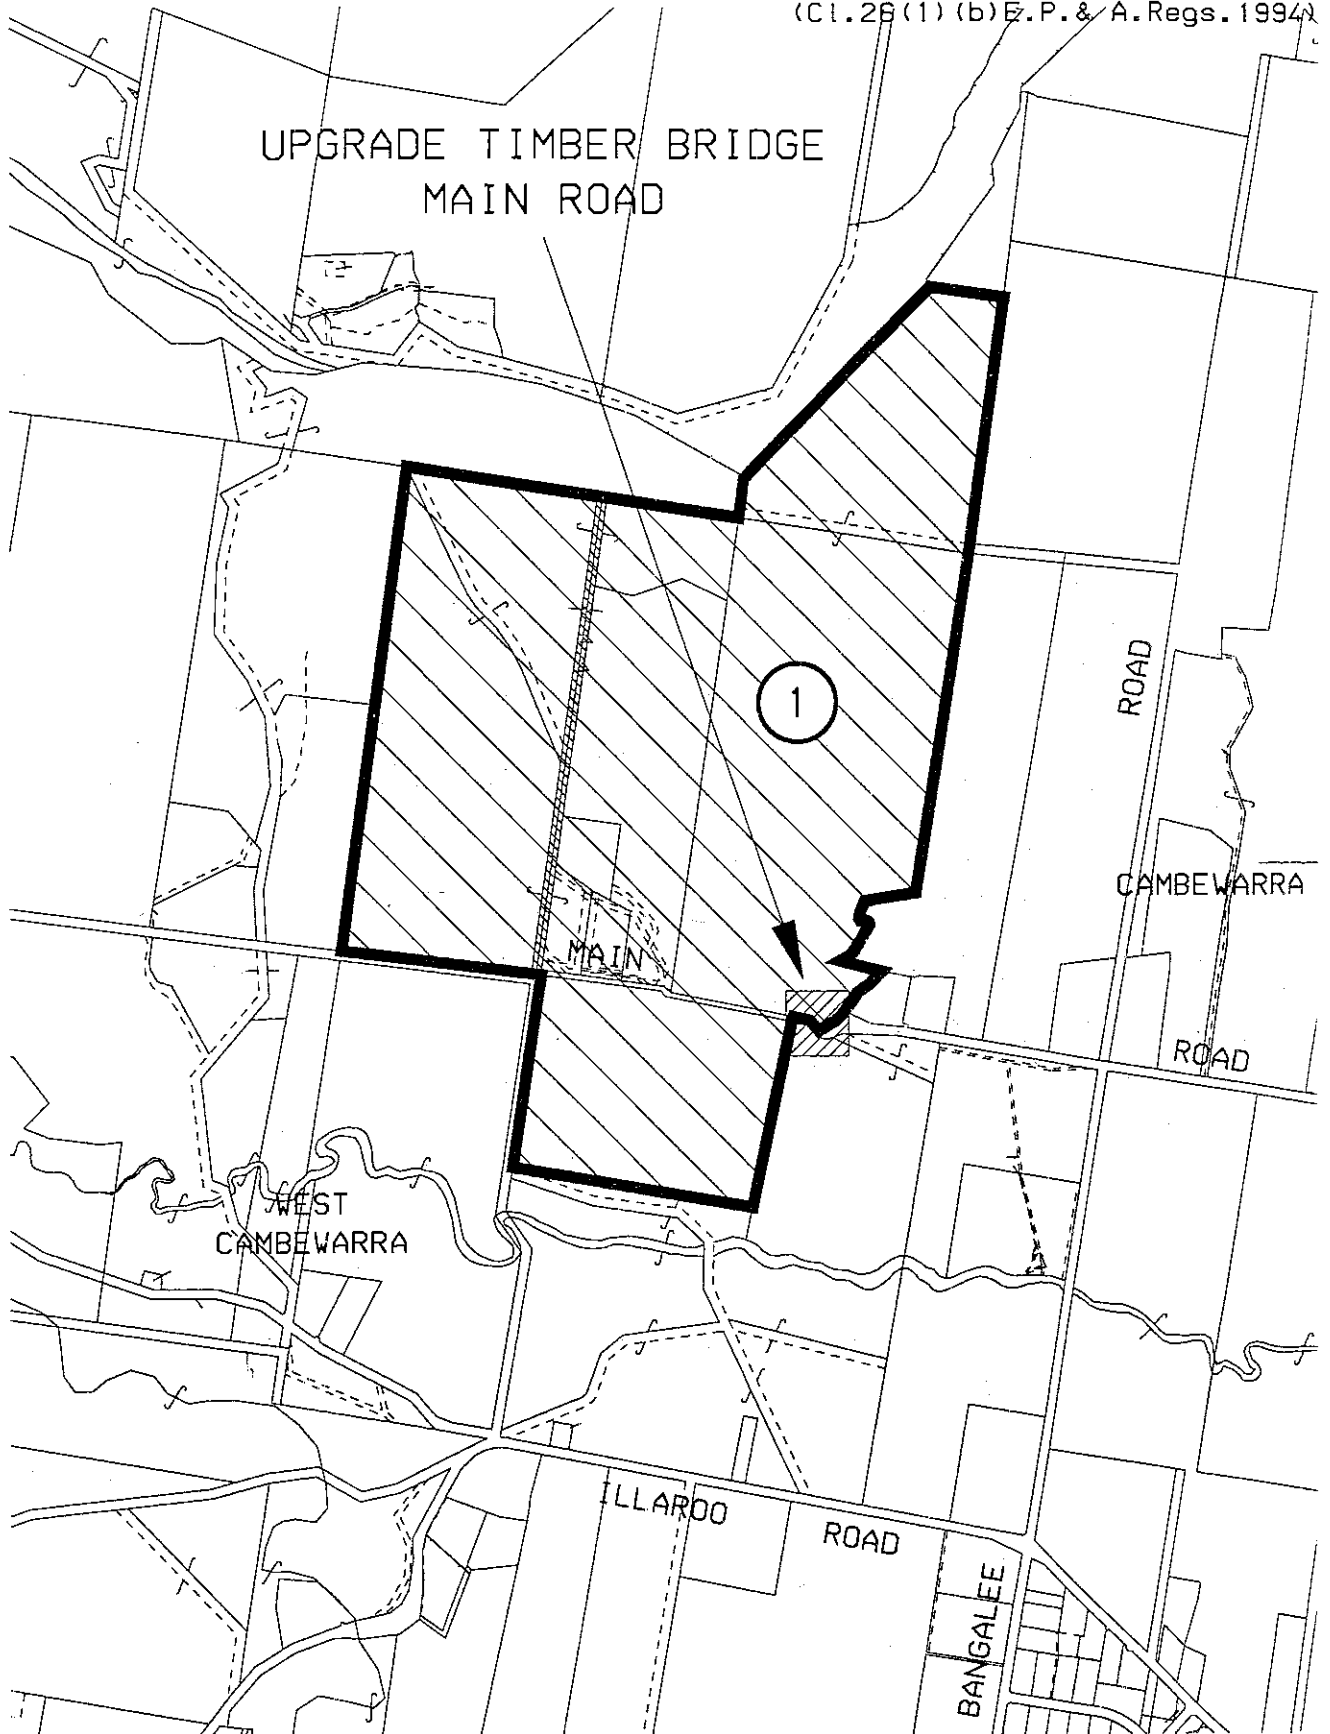 (Cl.26(1)(b)E.P.& A.Regs.1994)
UPGRADE TIMBER BRIDGE
MAIN ROAD
ROAD
1
CAMBEWARRA
MAIN
ROAD
WEST
CAMBEWARRA
ILLAROO
ROAD
BANGALEE